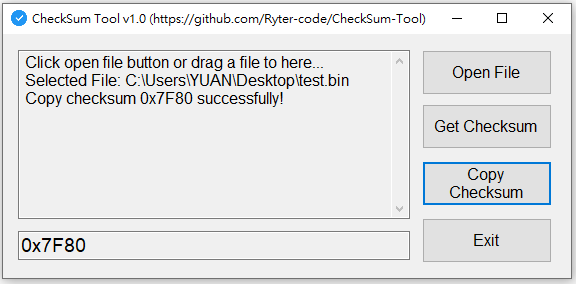 CheckSum Tool v1.0 (https://github.com/Ryter-code/CheckSum-Tool)
Click open file button or drag a file to here...
Selected File: C:\Users\YUAN\Desktop\test.bin
Copy checksum 0x7F80 successfully!
0x7F80
Open File
Get Checksum
Copy
Checksum
Exit